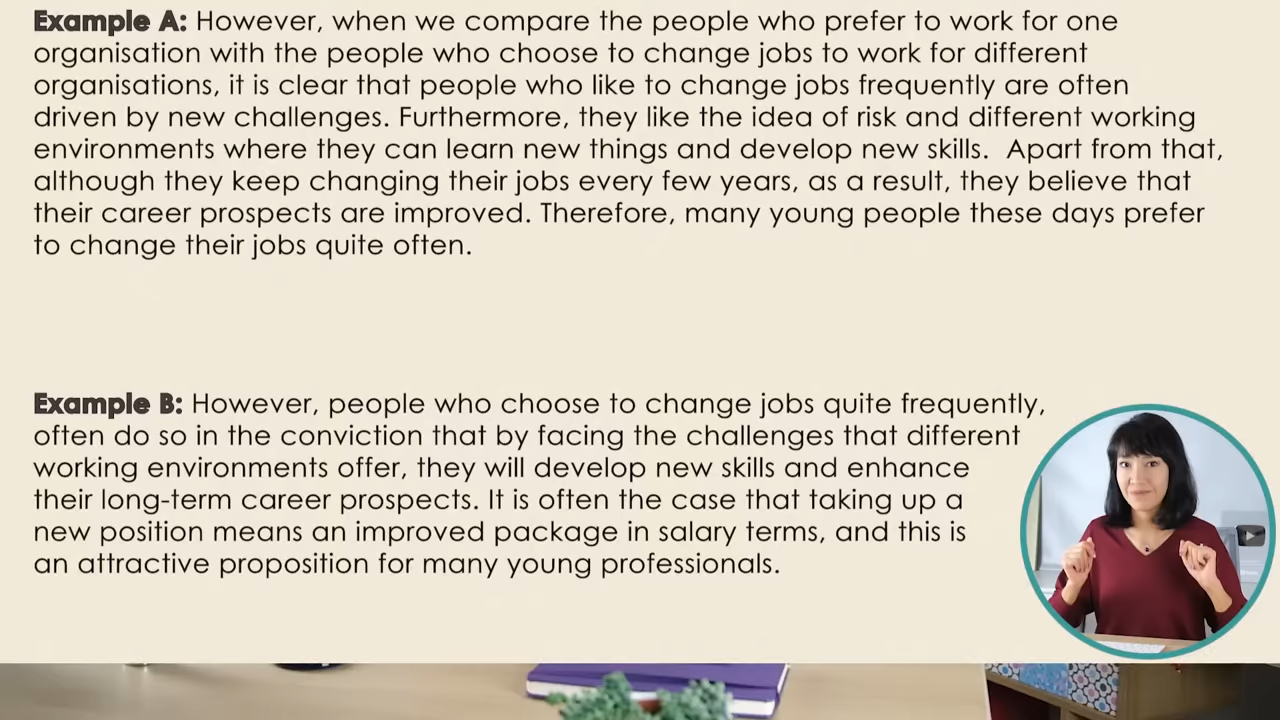 Example A: However, when we compare the people who prefer to work for one
organisation with the people who choose to change jobs to work for different
organisations, it is clear that people who like to change jobs frequently are often
driven by new challenges. Furthermore, they like the idea of risk and different working
environments where they can learn new things and develop new skills.  Apart from that,
although they keep changing their jobs every few years, as a result, they believe that
their career prospects are improved. Therefore, many young people these days prefer
to change their jobs quite often.
Example B: However, people who choose to change jobs quite frequently,
often do so in the conviction that by facing the challenges that different
working environments offer, they will develop new skills and enhance
their long-term career prospects. It is often the case that taking up a
new position means an improved package in salary terms, and this is
an attractive proposition for many young professionals.